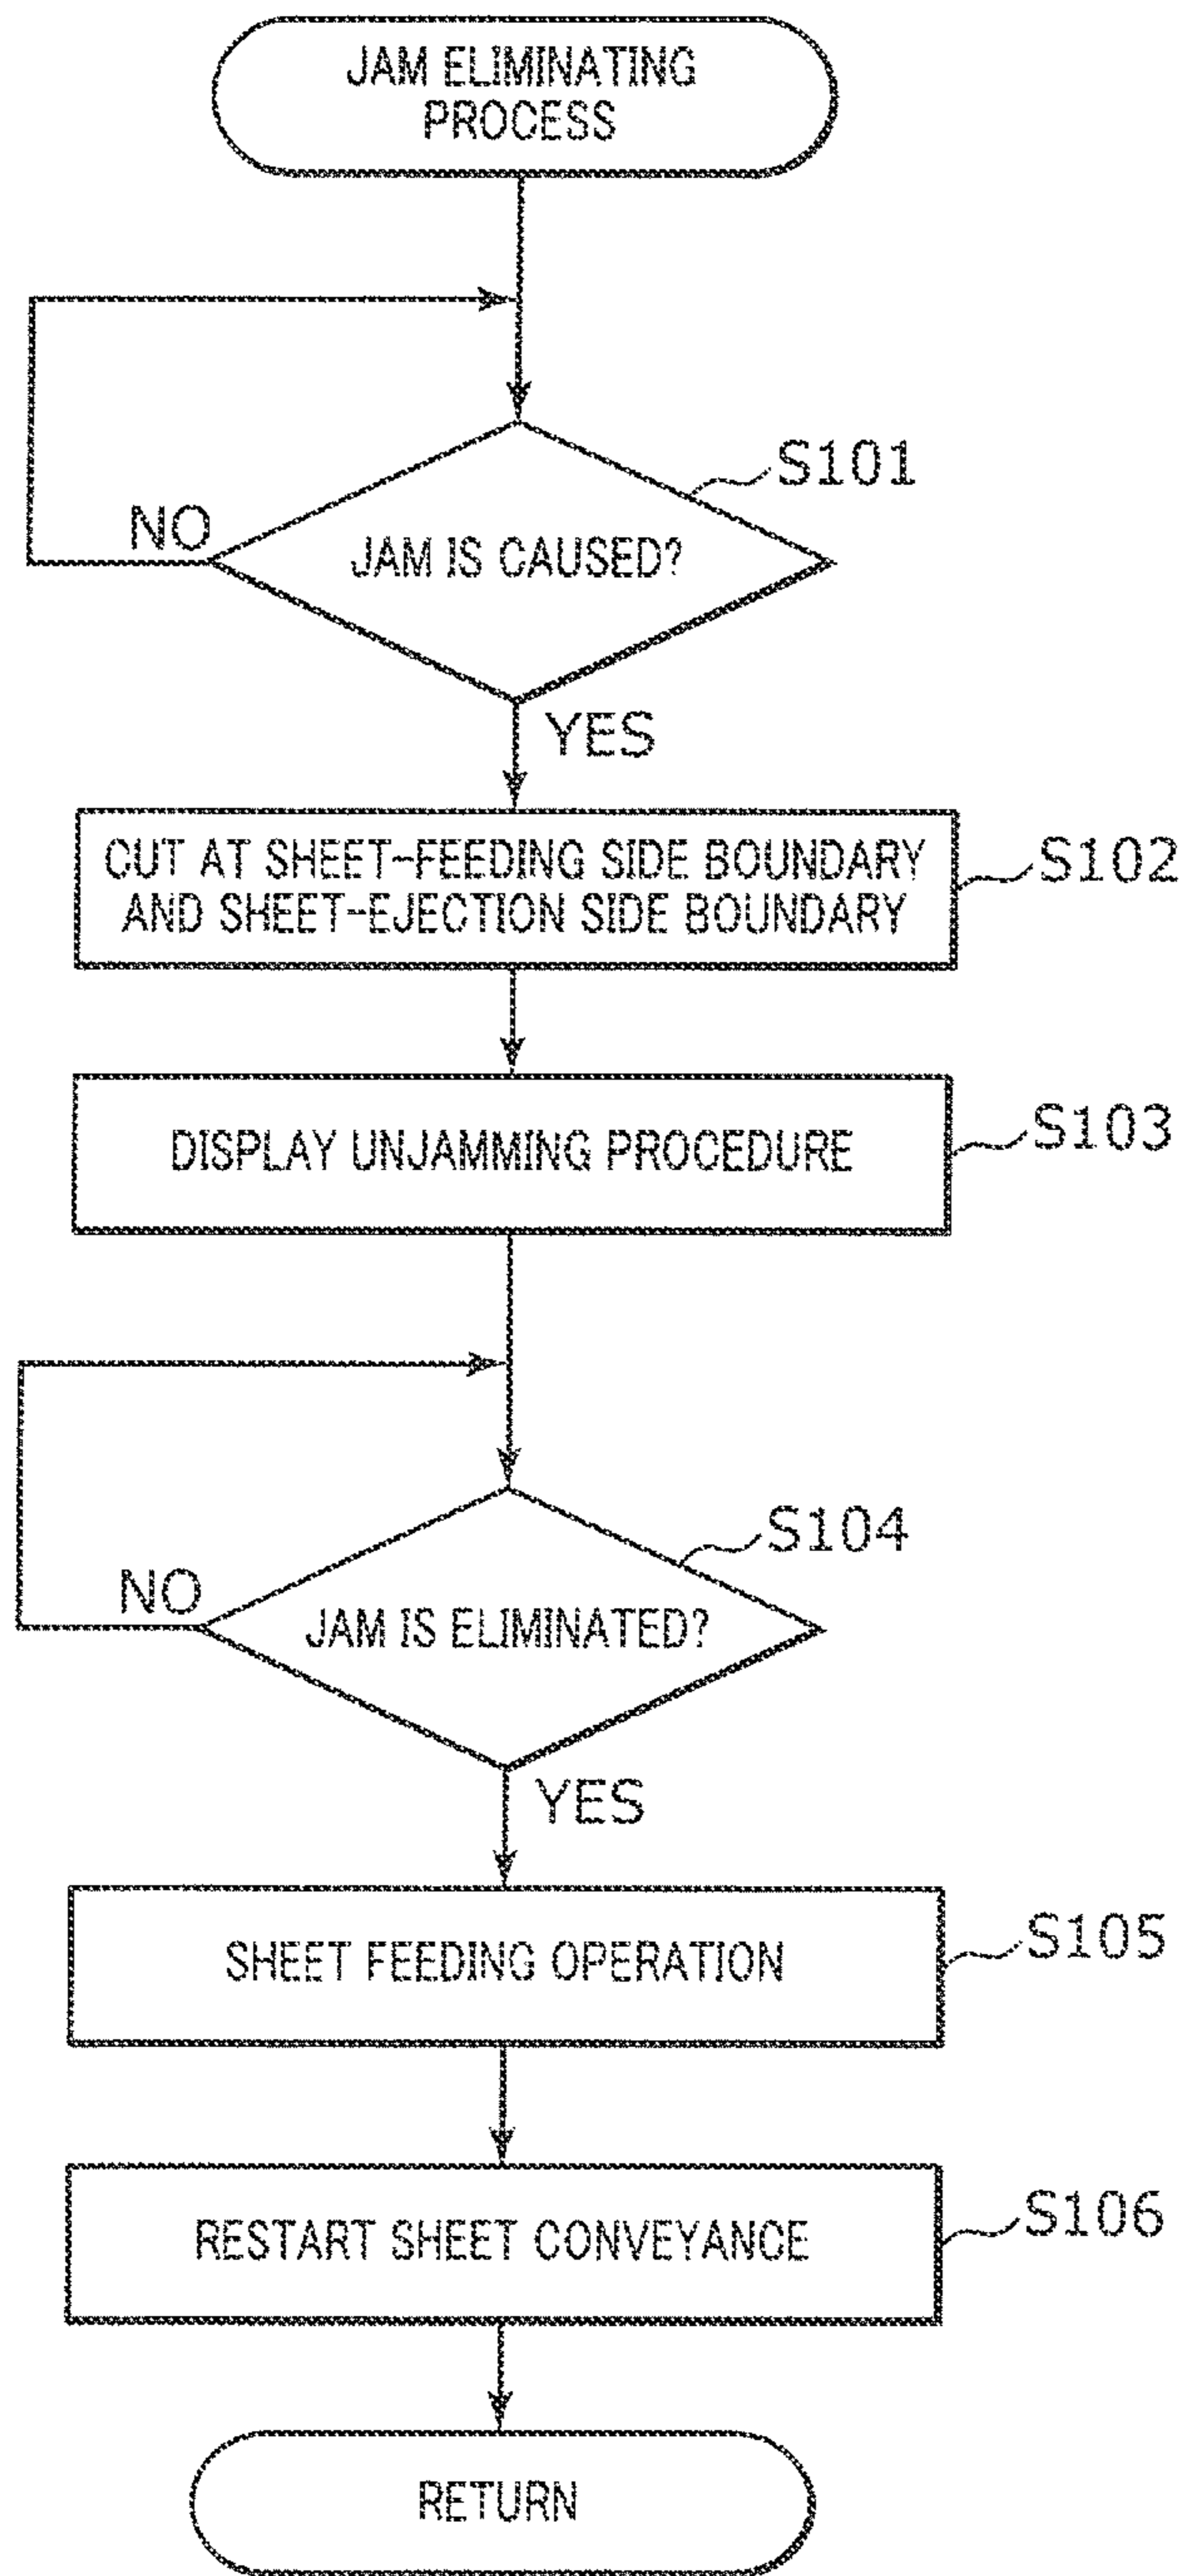 JAM ELIMINATING
PROCESS
S101
NO
JAM IS CAUSED?
YES
CUT AT SHEET-FEEDING SIDE BOUNDARY
AND SHEET-EJECTION SIDE BOUNDARY
S102
DISPLAY UNJAMMING PROCEDURE
S103
S104
NO
JAM IS ELIMINATED?
YES
SHEET FEEDING OPERATION
S105
RESTART SHEET CONVEYANCE
S106
RETURN